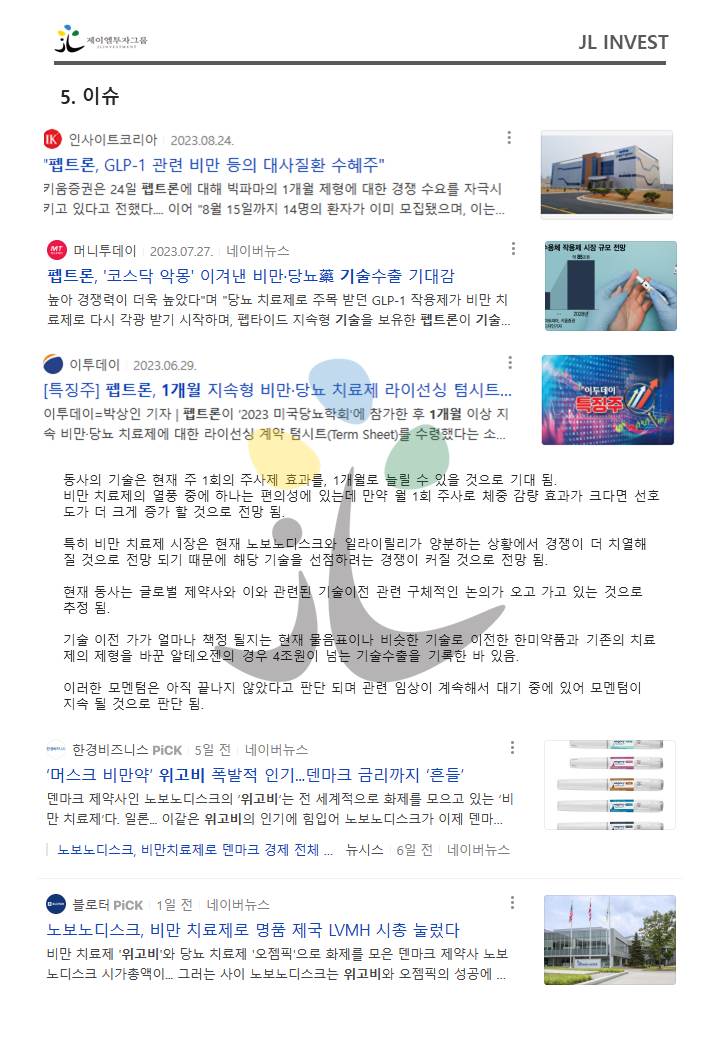 제이엘투자그룹
JL INVESTMENT
JL INVEST
5. 이슈
인사이트코리아 2023.08.24.
"펩트론, GLP-1 관련 비만 등의 대사질환 수혜주"
키움증권은 24일 펩트론에 대해 빅파마의 1개월 제형에 대한 경쟁 수요를 자극시
키고 있다고 전했다.... 이어 "8월 15일까지 14명의 환자가 이미 모집됐으며, 이는...
머니투데이 2023.07.27. 네이버뉴스
펩트론, '코스닥 악몽' 이겨낸 비만·당뇨藥 기술수출 기대감
높아 경쟁력이 더욱 높았다"며 "당뇨 치료제로 주목 받던 GLP-1 작용제가 비만 치
료제로 다시 각광 받기 시작하며, 펩타이드 지속형 기술을 보유한 펩트론이 기술...
이투데이 2023.06.29.
[특징주] 펩트론, 1개월 지속형 비만·당뇨 치료제 라이선싱 텀시트...
이투데이=박상인 기자 | 펩트론이 '2023 미국당뇨학회'에 참가한 후 1개월 이상 지
속 비만·당뇨 치료제에 대한 라이선싱 계약 텀시트(Term Sheet)를 수령했다는 소...
이투데이
특징주
동사의 기술은 현재 주 1회의 주사제 효과를, 1개월로 늘릴 수 있을 것으로 기대 됨.
비만 치료제의 열풍 중에 하나는 편의성에 있는데 만약 월 1회 주사로 체중 감량 효과가 크다면 선호
도가 더 크게 증가 할 것으로 전망 됨.
특히 비만 치료제 시장은 현재 노보노디스크와 일라이릴리가 양분하는 상황에서 경쟁이 더 치열해
질 것으로 전망 되기 때문에 해당 기술을 선점하려는 경쟁이 커질 것으로 전망 됨.
현재 동사는 글로벌 제약사와 이와 관련된 기술이전 관련 구체적인 논의가 오고 가고 있는 것으로
추정 됨.
기술 이전 가가 얼마나 책정 될지는 현재 물음표이나 비슷한 기술로 이전한 한미약품과 기존의 치료
제의 제형을 바꾼 알테오젠의 경우 4조원이 넘는 기술수출을 기록한 바 있음.
이러한 모멘텀은 아직 끝나지 않았다고 판단 되며 관련 임상이 계속해서 대기 중에 있어 모멘텀이
지속 될 것으로 판단 됨.
한경비즈니스 PiCK 5일 전 네이버뉴스
'머스크 비만약' 위고비 폭발적 인기...덴마크 금리까지 '흔들'
덴마크 제약사인 노보노디스크의 '위고비'는 전 세계적으로 화제를 모으고 있는 '비
만 치료제'다. 일론... 이같은 위고비의 인기에 힘입어 노보노디스크가 이제 덴마...
노보노디스크, 비만치료제로 덴마크 경제 전체 ... 뉴시스 6일 전 네이버뉴스
블로터 PiCK 1일 전 네이버뉴스
노보노디스크, 비만 치료제로 명품 제국 LVMH 시총 눌렀다
비만 치료제 '위고비'와 당뇨 치료제 '오젬픽'으로 화제를 모은 덴마크 제약사 노보
노디스크 시가총액이... 그러는 사이 노보노디스크는 위고비와 오젬픽의 성공에 ...